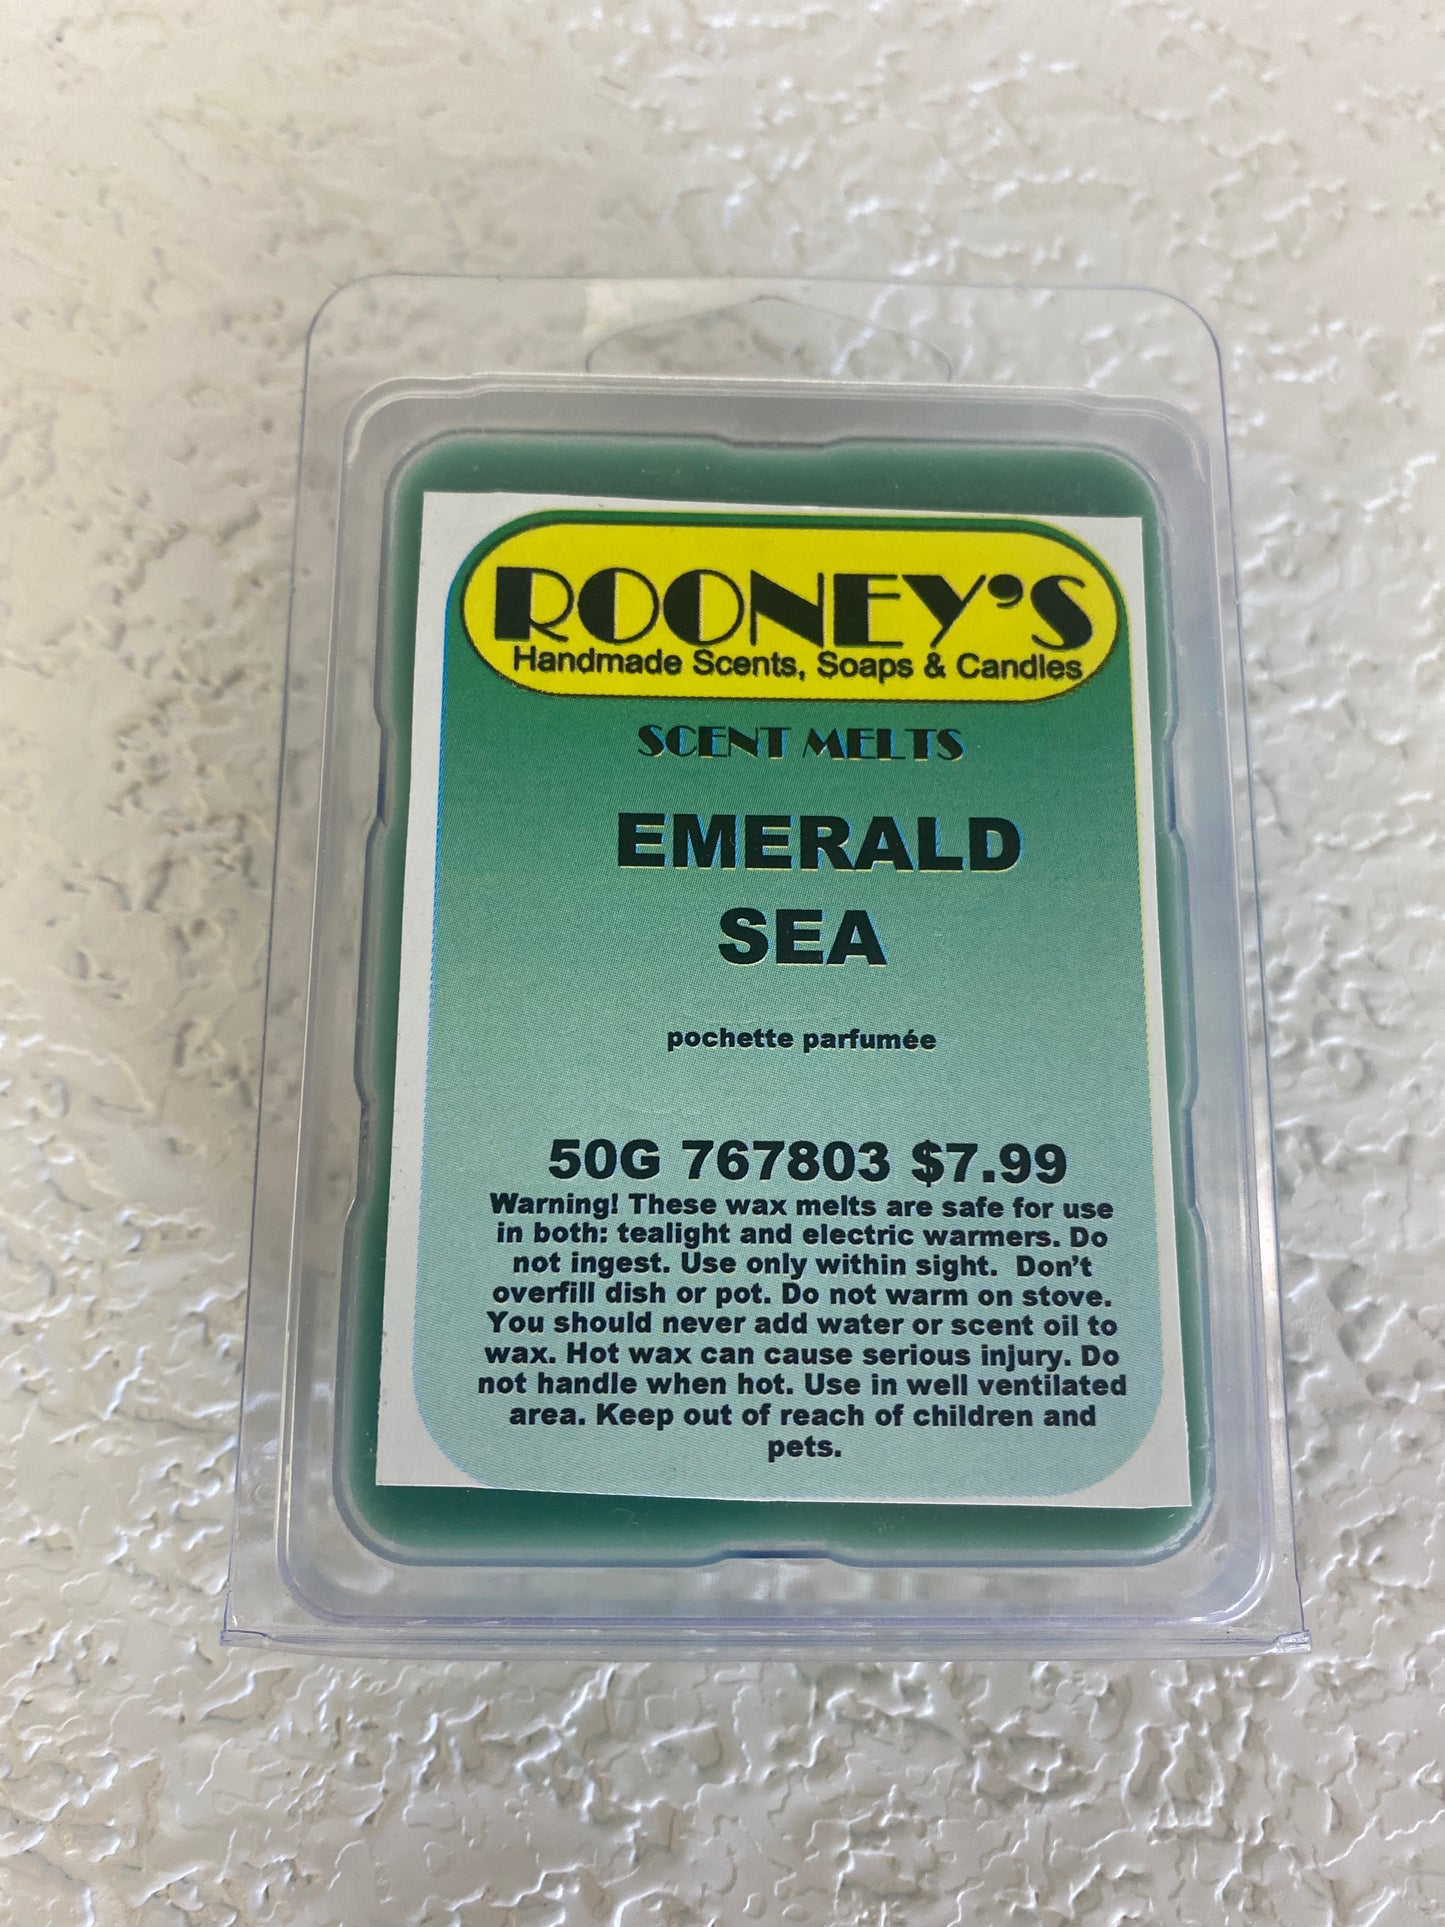 ROONEY'S
Handmade Scents, Soaps & Candles
SCENT MELTS
EMERALD
SEA
pochette parfumée
50G 767803 $7.99
Warning! These wax melts are safe for use
in both: tealight and electric warmers. Do
not ingest. Use only within sight.  Don't
overfill dish or pot. Do not warm on stove.
You should never add water or scent oil to
wax. Hot wax can cause serious injury. Do
not handle when hot. Use in well ventilated
area. Keep out of reach of children and
pets.